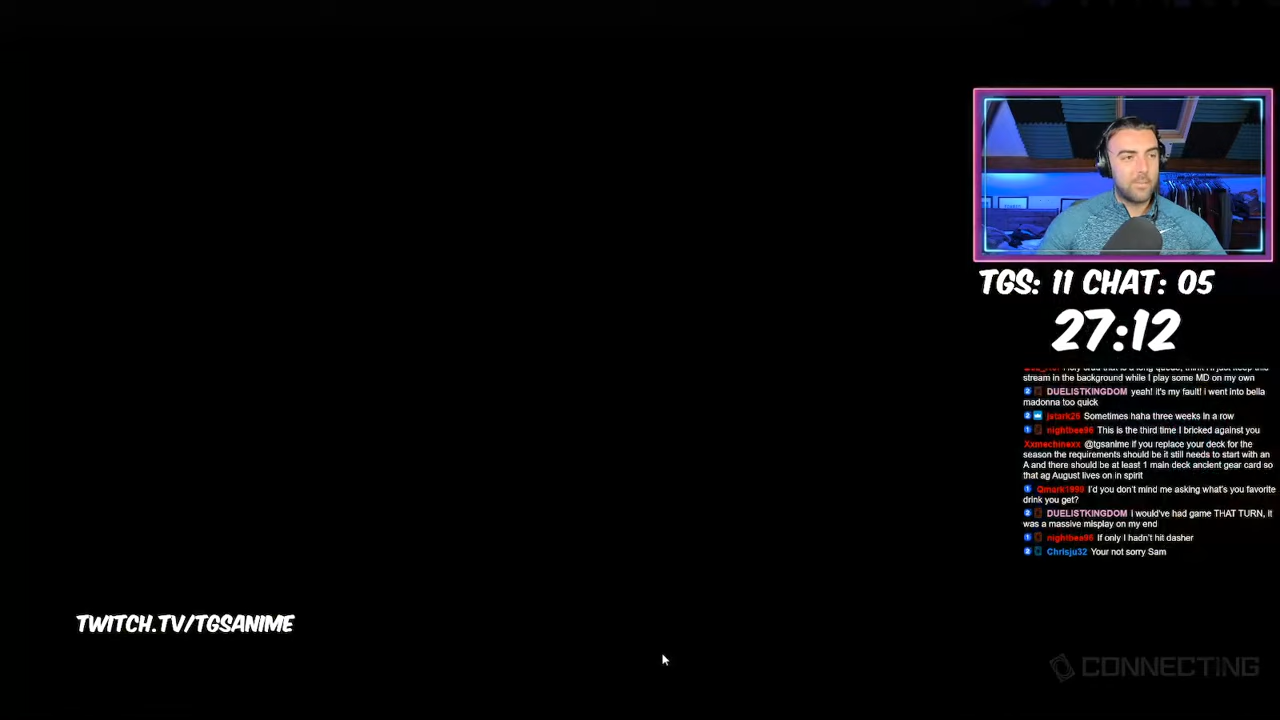 TGS: 11 CHAT: 05
27:12
stream in the background while I play some MD on my own
DUELISTKINGDOM yeah! it's my fault! i went into bella
madonna too quick
jstark25 Sometimes haha three weeks in a row
nightbee96 This is the third time I bricked against you
Xxmechinexx @tgsanime if you replace your deck for the
season the requirements should be it still needs to start with an
A and there should be at least 1 main deck ancient gear card so
that ag August lives on in spirit
Qmark1999 I'd you don't mind me asking what's you favorite
drink you get?
DUELISTKINGDOM i would've had game THAT TURN, it
was a massive misplay on my end
nightbee96 If only I hadn't hit dasher
Chrisju32 Your not sorry Sam
TWITCH.TV/TGSANIME
CONNECTING